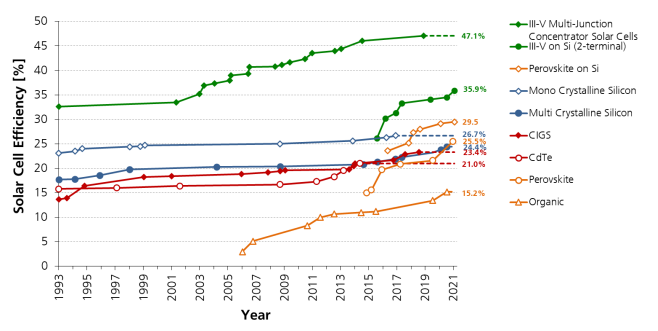 Solar Cell Efficiency [%]
50
45
40
35
30
25
20
15
10
5
0
1993
1995
1997
1999
2001
2003
2005
2007
2009
2011
2013
2015
2017
2019
2021
Year
47.1%
35.9%
29.5
26.7%
25.5%
24.4%
23.4%
21.0%
15.2%
III-V Multi-Junction
Concentrator Solar Cells
III-V on Si (2-terminal)
Perovskite on Si
Mono Crystalline Silicon
Multi Crystalline Silicon
CIGS
CdTe
Perovskite
Organic